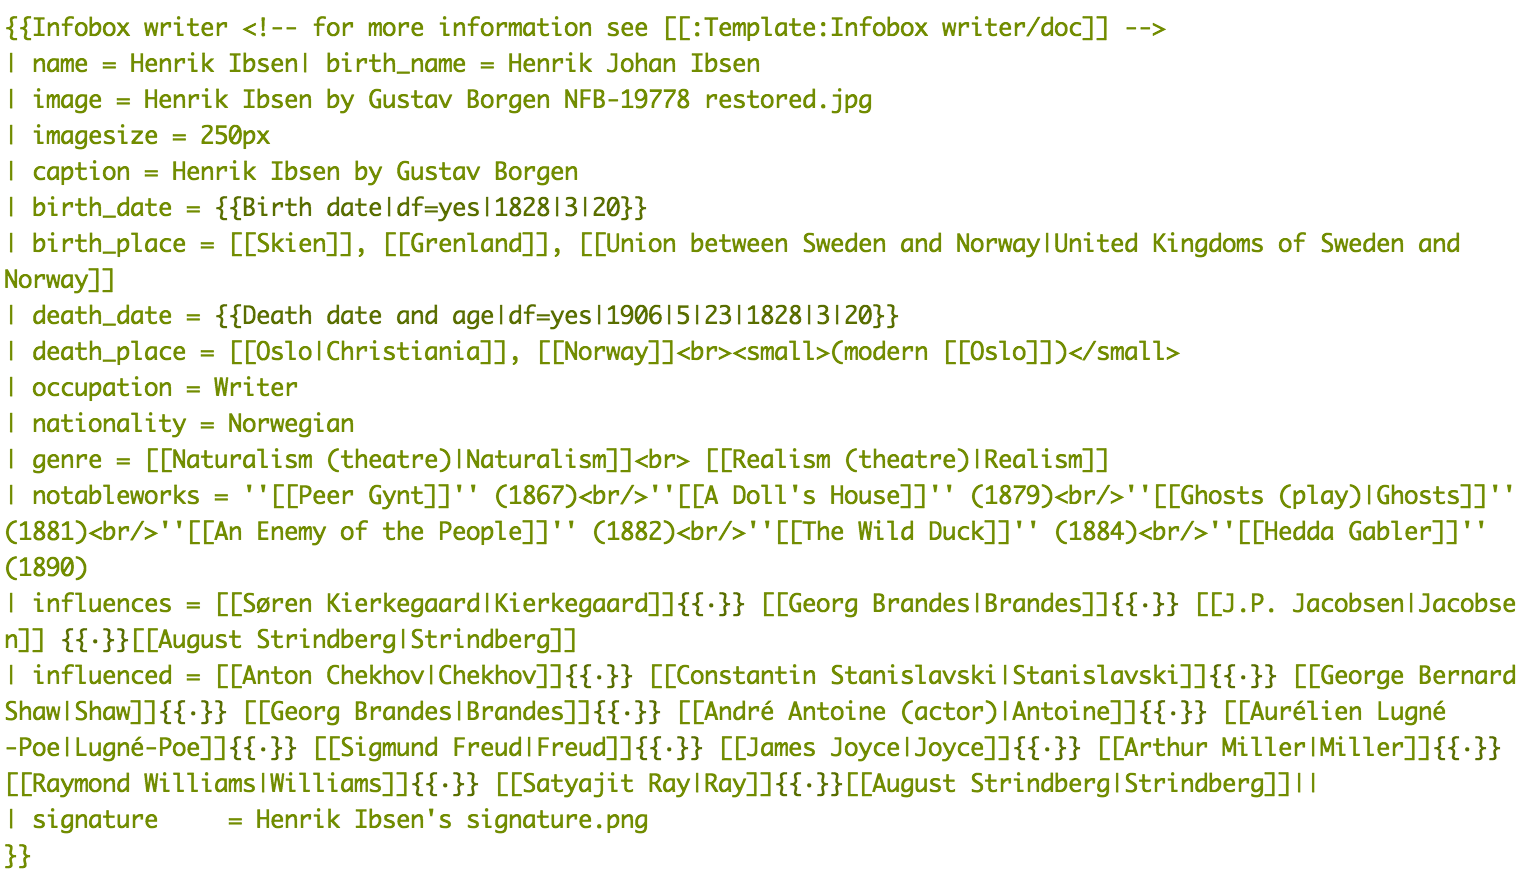 {{Infobox writer <!-- for more information see [[:Template:Infobox writer/doc]] -->
| name = Henrik Ibsen| birth_name = Henrik Johan Ibsen
| image = Henrik Ibsen by Gustav Borgen NFB-19778 restored.jpg
| imagesize = 250px
| caption = Henrik Ibsen by Gustav Borgen
| birth_date = {{Birth date|df=yes|1828|3|20}}
| birth_place = [[Skien]], [[Grenland]], [[Union between Sweden and Norway|United Kingdoms of Sweden and
Norway]]
| death_date = {{Death date and age|df=yes|1906|5|23|1828|3|20}}
| death_place = [[Oslo|Christiania]], [[Norway]]<br><small>(modern [[Oslo]])</small>
| occupation = Writer
| nationality = Norwegian
| genre = [[Naturalism (theatre)|Naturalism]]<br> [[Realism (theatre)|Realism]]
| notableworks = ''[[Peer Gynt]]'' (1867)<br/>''[[A Doll's House]]'' (1879)<br/>''[[Ghosts (play)|Ghosts]]''
(1881)<br/>''[[An Enemy of the People]]'' (1882)<br/>''[[The Wild Duck]]'' (1884)<br/>''[[Hedda Gabler]]''
(1890)
| influences = [[Søren Kierkegaard|Kierkegaard]]{{·}} [[Georg Brandes|Brandes]]{{·}} [[J.P. Jacobsen|Jacobse
n]] {{·}}[[August Strindberg|Strindberg]]
| influenced = [[Anton Chekhov|Chekhov]]{{·}} [[Constantin Stanislavski|Stanislavski]]{{·}} [[George Bernard
Shaw|Shaw]]{{·}} [[Georg Brandes|Brandes]]{{·}} [[André Antoine (actor)|Antoine]]{{·}} [[Aurélien Lugné
-Poe|Lugné-Poe]]{{·}} [[Sigmund Freud|Freud]]{{·}} [[James Joyce|Joyce]]{{·}} [[Arthur Miller|Miller]]{{·}}
[[Raymond Williams|Williams]]{{·}} [[Satyajit Ray|Ray]]{{·}}[[August Strindberg|Strindberg]]||
| signature     = Henrik Ibsen's signature.png
}}